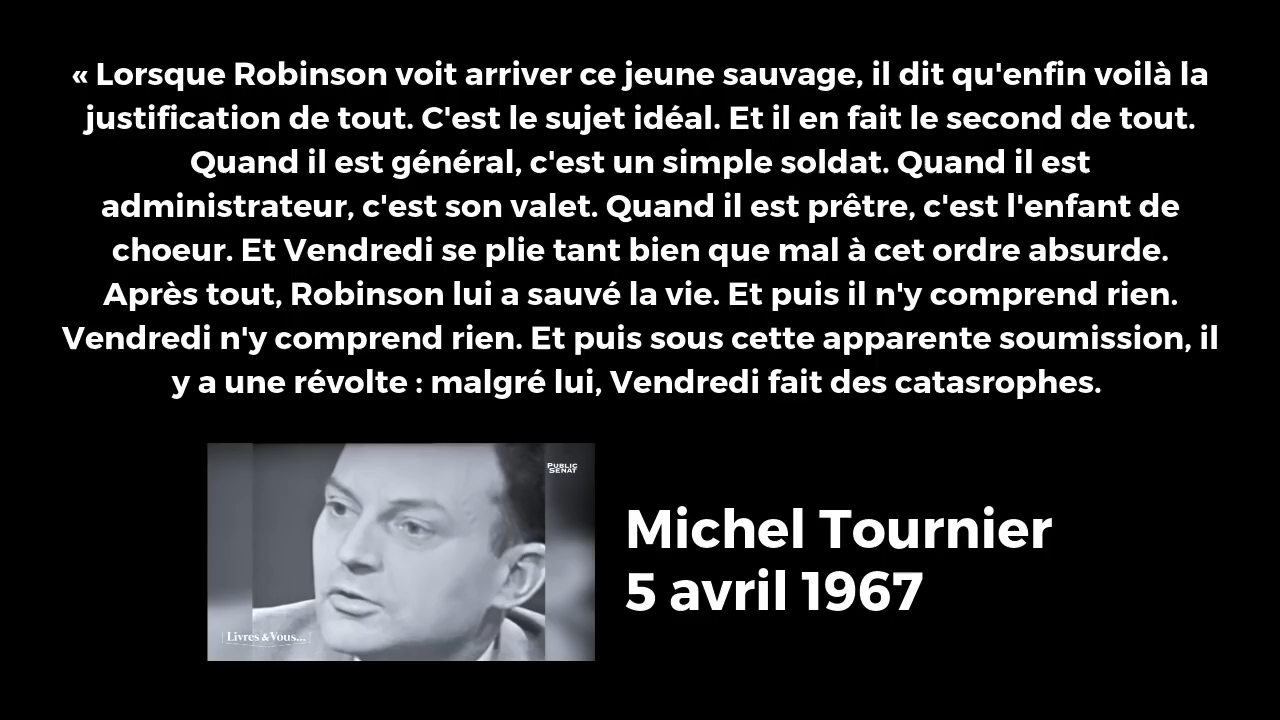 « Lorsque Robinson voit arriver ce jeune sauvage, il dit qu'enfin voilà la
justification de tout. C'est le sujet idéal. Et il en fait le second de tout.
Quand il est général, c'est un simple soldat. Quand il est
administrateur, c'est son valet. Quand il est prêtre, c'est l'enfant de
choeur. Et Vendredi se plie tant bien que mal à cet ordre absurde.
Après tout, Robinson lui a sauvé la vie. Et puis il n'y comprend rien.
Vendredi n'y comprend rien. Et puis sous cette apparente soumission, il
y a une révolte : malgré lui, Vendredi fait des catasrophes.
PUBLIC
SENAT
Livres & Vous...
Michel Tournier
5 avril 1967